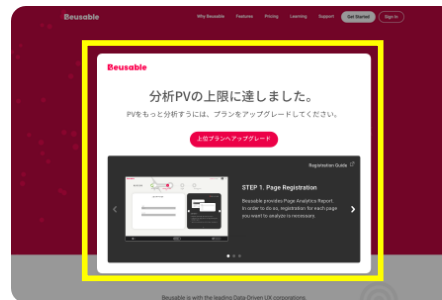 Beusable
Why Beusable Features Pricing Learning Support Get Started Sign In
Beusable
分析PVの上限に達しました。
PVをもっと分析すうには、プランをアップグレードしてください。
上位プランへアップグレード
Registration Guide
STEP 1. Page Registration
Beusable provides Page Analytics Report.
In order to do so, registration for each page
you want to analyze is necessary.
Beusable is with the leading Data Driven UX corporations.